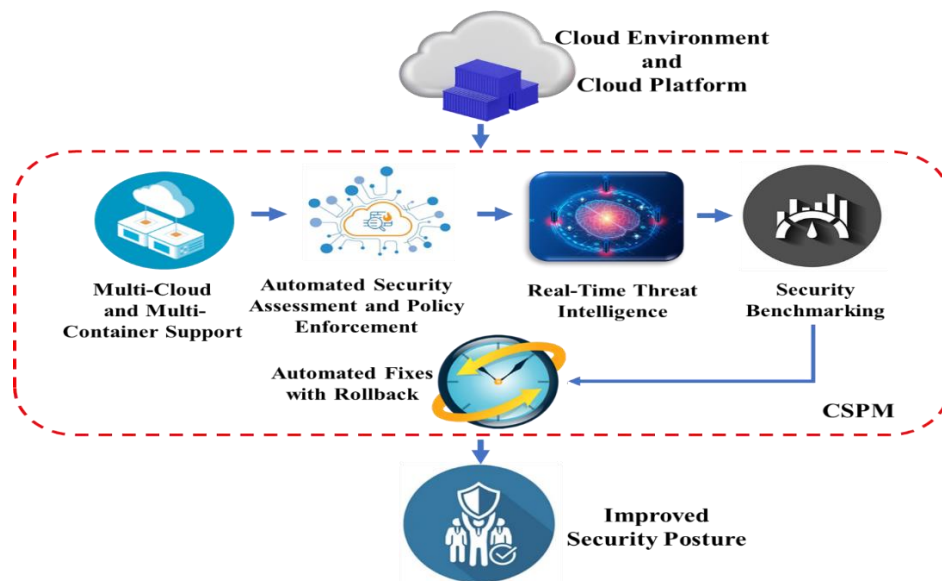 Cloud Environment
and
Cloud Platform
Multi-Cloud
and Multi-
Container Support
Automated Security
Assessment and Policy
Enforcement
Real-Time Threat
Intelligence
Security
Benchmarking
Automated Fixes
with Rollback
CSPM
Improved
Security Posture